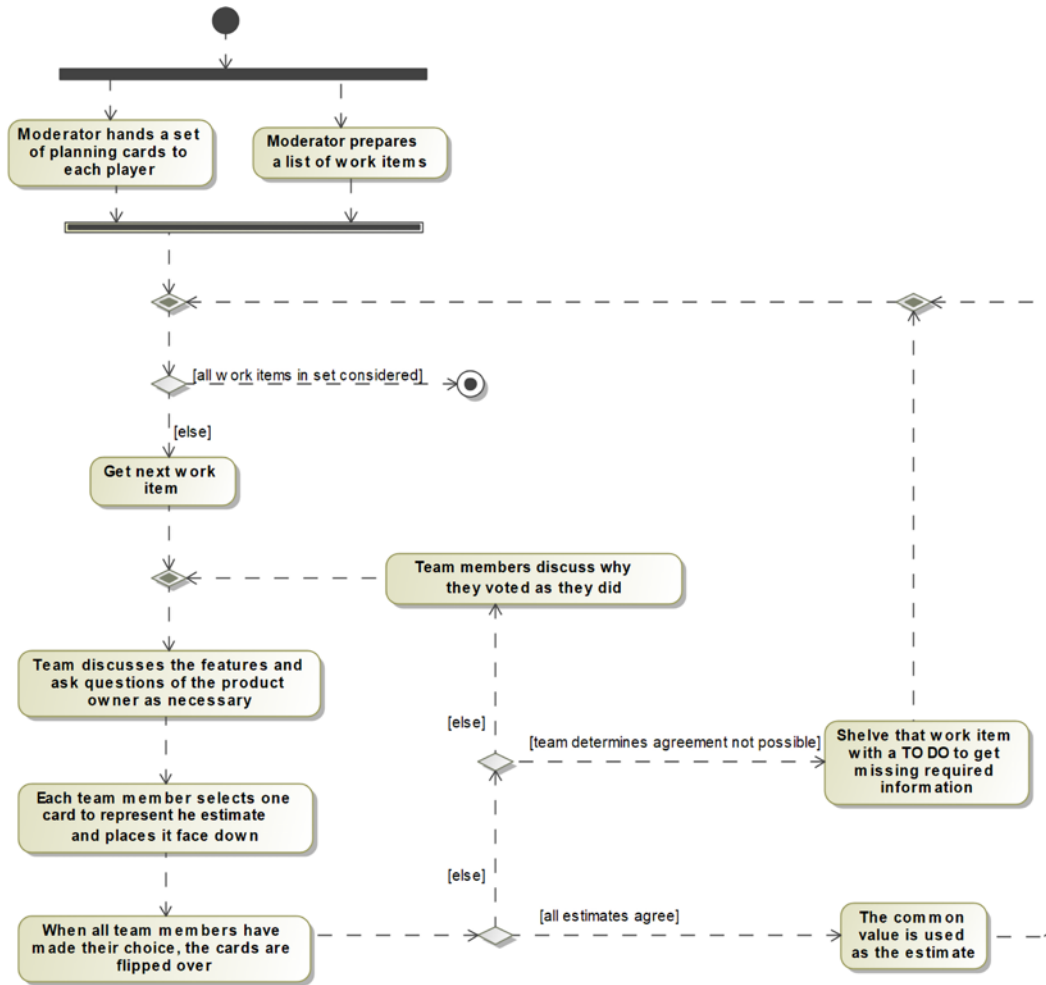 Moderator hands a set
of planning cards to
each player
Moderator prepares
a list of work items
[all work items in set considered]
[else]
Get next work
item
Team members discuss why
they voted as they did
Team discusses the features and
ask questions of the product
owner as necessary
[else]
[team determines agreement not possible]
Shelve that work item
with a TO DO to get
missing required
information
Each team member selects one
card to represent he estimate
and places it face down
[else]
[all estimates agree]
When all team members have
made their choice, the cards are
flipped over
The common
value is used
as the estimate